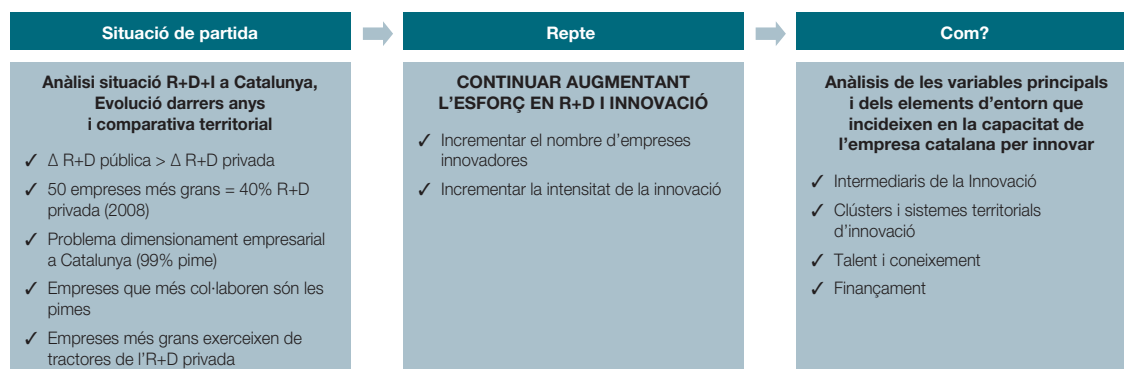 Situació de partida
Anàlisi situació R+D+I a Catalunya,
Evolució darrers anys
i comparativa territorial
✓ Δ R+D pública > Δ R+D privada
✓ 50 empreses més grans = 40% R+D
privada (2008)
✓ Problema dimensionament empresarial
a Catalunya (99% pime)
✓ Empreses que més col·laboren són les
pimes
✓ Empreses més grans exerceixen de
tractores de l'R+D privada
Repte
CONTINUAR AUGMENTANT
L'ESFORÇ EN R+D I INNOVACIÓ
✓ Incrementar el nombre d'empreses
innovadores
✓ Incrementar la intensitat de la innovació
Com?
Anàlisis de les variables principals
i dels elements d'entorn que
incideixen en la capacitat de
l'empresa catalana per innovar
✓ Intermediaris de la Innovació
✓ Clústers i sistemes territorials
d'innovació
✓ Talent i coneixement
✓ Finançament